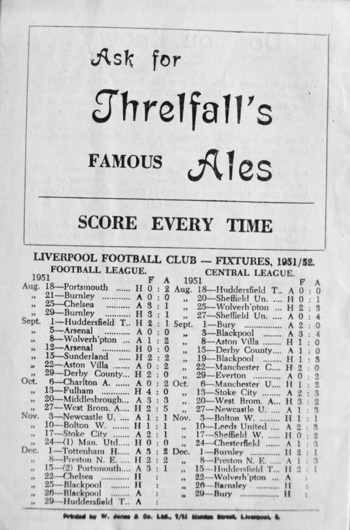 Ask for
Threlfall's
FAMOUS Ales
SCORE EVERY TIME
LIVERPOOL FOOTBALL CLUB — FIXTURES, 1951/52.
FOOTBALL LEAGUE.
1951 F A
Aug. 18—Portsmouth ..... H 0 : 2
„ 21—Burnley ..... A 0 : 0
„ 25—Chelsea ..... A 3 : 1
„ 29—Burnley ..... H 3 : 1
Sept. 1—Huddersfield T.. H 2 : 1
„ 5—Arsenal ..... A 0 : 0
„ 8—Wolverh'pton ... A 1 : 2
„ 12—Arsenal ..... H 0 : 0
„ 15—Sunderland ..... H 2 : 2
„ 22—Aston Villa ..... A 0 : 2
„ 29—Derby County... H 2 : 0
Oct. 6—Charlton A. ..... A 0 : 2
„ 13—Fulham ..... H 4 : 0
„ 20—Middlesbrough... A 3 : 3
„ 27—West Brom. A... H 2 : 5
Nov. 3—Newcastle U. ... A 1 : 1
„ 10—Bolton W. ..... H 1 : 1
„ 17—Stoke City ..... A 2 : 1
„ 24—(1) Man. Utd... H 0 : 0
Dec. 1—Tottenham H.... A 3 : 2
„ 8—Preston N. E. ... H 2 : 2
„ 15—(2) Portsmouth... A 3 : 1
„ 22—Chelsea ..... H :
„ 25—Blackpool ..... H :
„ 26—Blackpool ..... A :
„ 29—Huddersfield T. A :
CENTRAL LEAGUE.
1951 F A
Aug. 18—Huddersfield T.. A 0 : 0
„ 20—Sheffield Un. ... H 0 : 1
„ 25—Wolverh'pton ... H 2 : 3
„ 27—Sheffield Un. ... A 0 : 4
Sept. 1—Bury ..... A 2 : 0
„ 3—Blackpool ..... A 3 : 4
„ 8—Aston Villa ..... H 1 : 0
„ 15—Derby County... A 1 : 0
„ 19—Blackpool ..... H 1 : 3
„ 22—Manchester C... H 2 : 0
„ 29—Everton ..... A 0 : 2
Oct. 6—Manchester U... H 1 : 2
„ 13—Stoke City ..... A 2 : 3
„ 20—West Brom. A... H 3 : 2
„ 27—Newcastle U. ... A 1 : 3
Nov. 3—Bolton W. ..... H 1 : 1
„ 10—Leeds United ... A 2 : 3
„ 17—Sheffield W. ... H 0 : 2
„ 24—Chesterfield ..... A 1 : 3
Dec. 1—Burnley ..... H 2 : 1
„ 8—Preston N. E. ... A 1 : 3
„ 15—Huddersfield T... H 2 : 1
„ 22—Wolverh'pton ... A :
„ 26—Barnsley ..... H :
„ 29—Bury ..... H :
Printed by W. Jones & Co. Ltd., Liverpool,